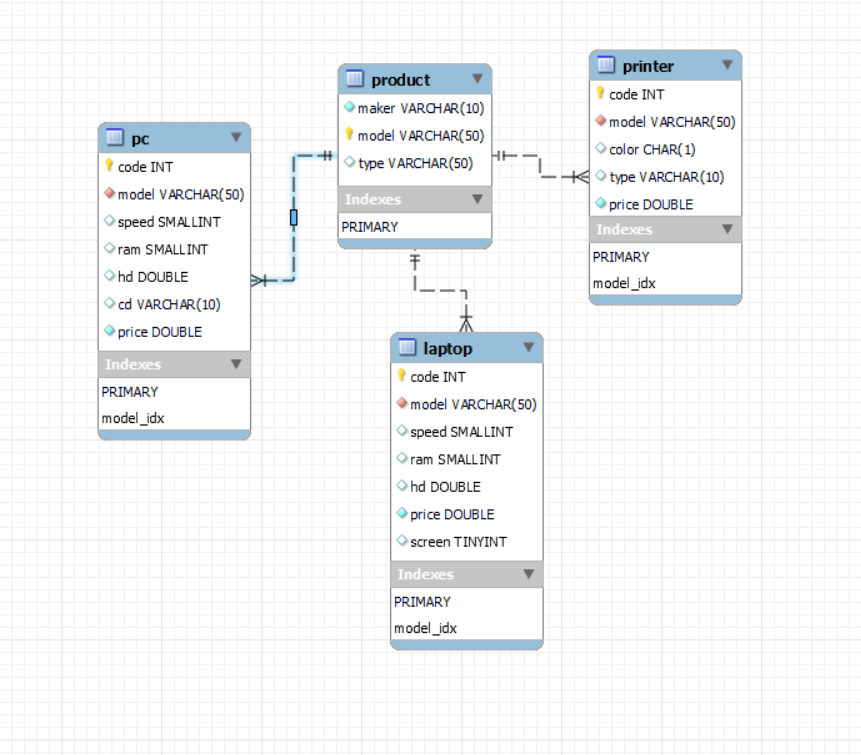 pc
code INT
model VARCHAR(50)
speed SMALLINT
ram SMALLINT
hd DOUBLE
cd VARCHAR(10)
price DOUBLE
Indexes
PRIMARY
model_idx
product
maker VARCHAR(10)
model VARCHAR(50)
type VARCHAR(50)
Indexes
PRIMARY
printer
code INT
model VARCHAR(50)
color CHAR(1)
type VARCHAR(10)
price DOUBLE
Indexes
PRIMARY
model_idx
laptop
code INT
model VARCHAR(50)
speed SMALLINT
ram SMALLINT
hd DOUBLE
price DOUBLE
screen TINYINT
Indexes
PRIMARY
model_idx